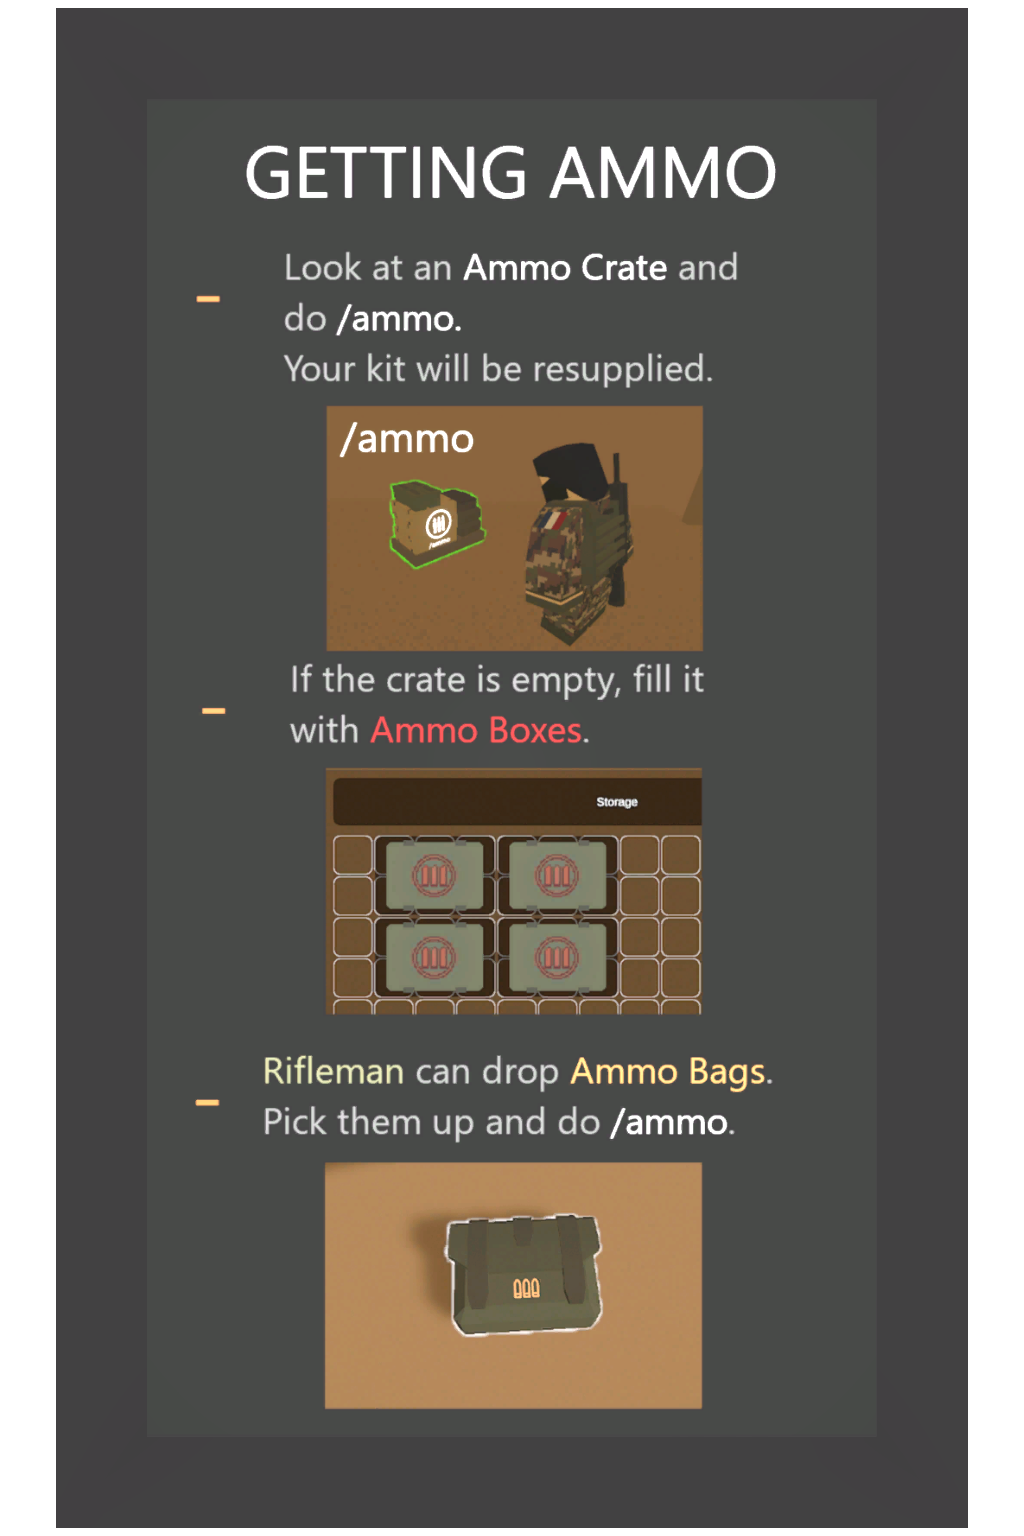 GETTING AMMO
Look at an Ammo Crate and
do /ammo.
Your kit will be resupplied.
/ammo
/ammo
If the crate is empty, fill it
with Ammo Boxes.
Storage
Rifleman can drop Ammo Bags.
Pick them up and do /ammo.